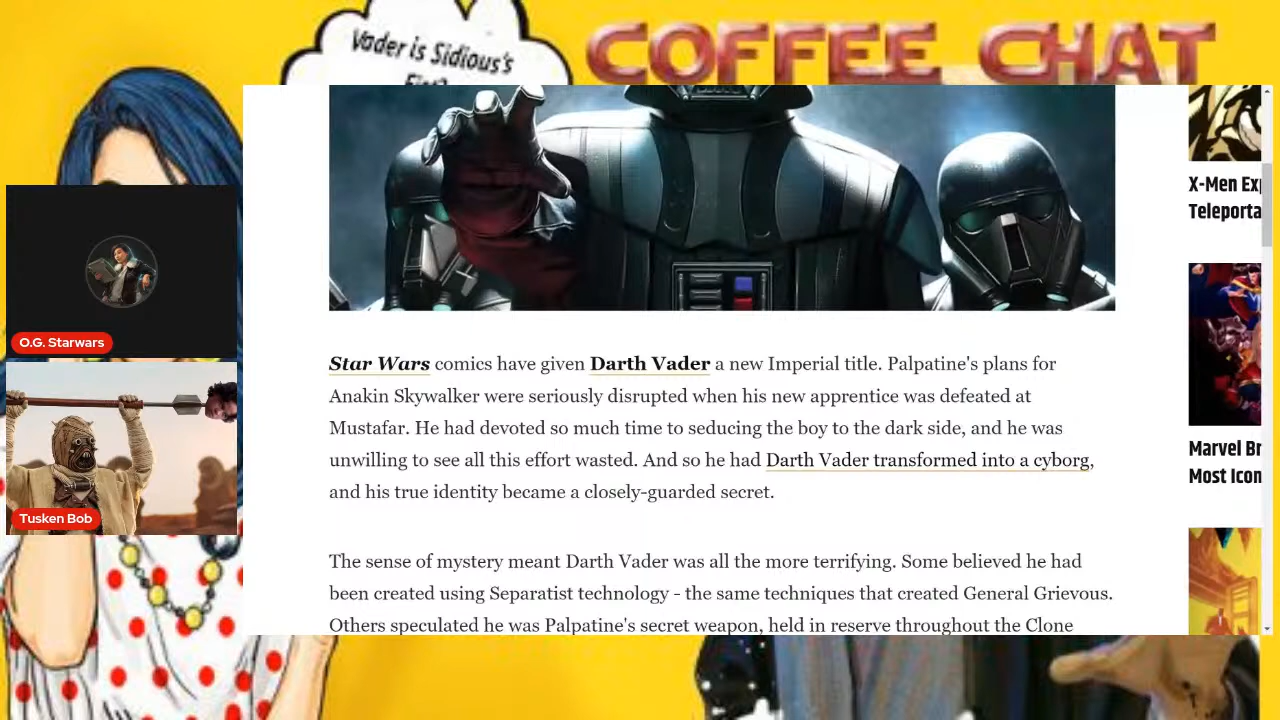 Vader is Sidious's
COFFEE CHAT
X-Men
Teleporta
O.G. Starwars
Star Wars comics have given Darth Vader a new Imperial title. Palpatine's plans for
Anakin Skywalker were seriously disrupted when his new apprentice was defeated at
Mustafar. He had devoted so much time to seducing the boy to the dark side, and he was
unwilling to see all this effort wasted. And so he had Darth Vader transformed into a cyborg,
and his true identity became a closely-guarded secret.
Marvel Br
Most Icon
Tusken Bob
The sense of mystery meant Darth Vader was all the more terrifying. Some believed he had
been created using Separatist technology - the same techniques that created General Grievous.
Others speculated he was Palpatine's secret weapon, held in reserve throughout the Clone